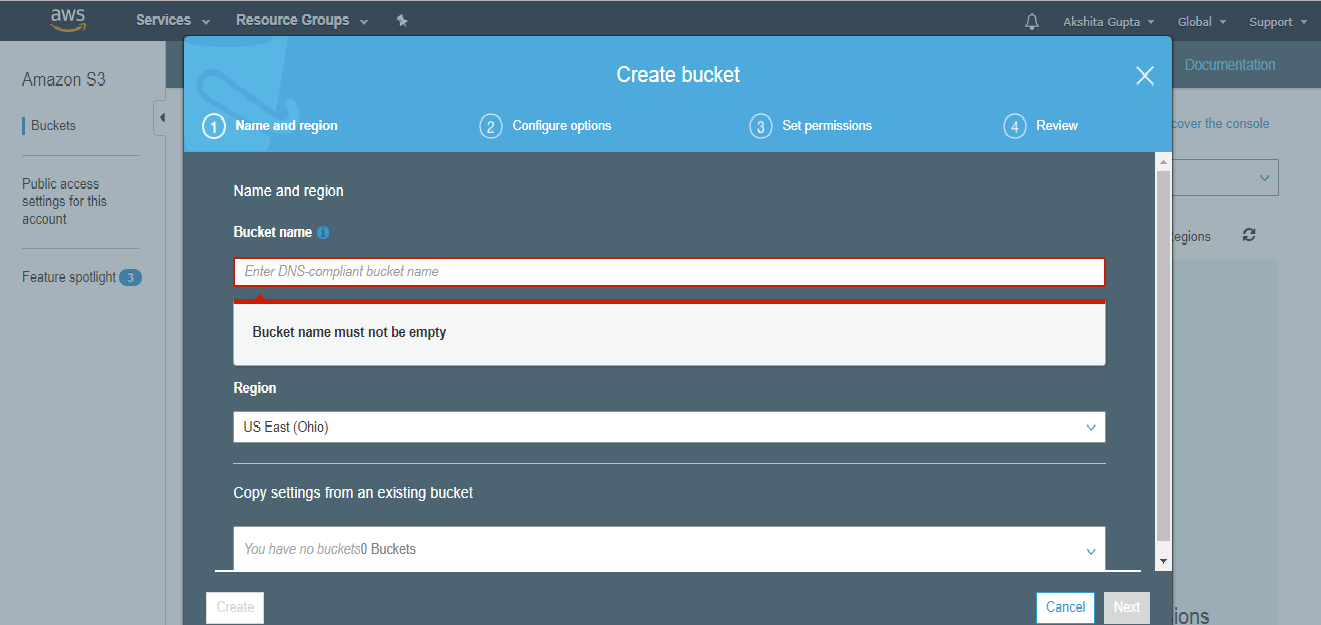 aws
Services
Resource Groups
Akshita Gupta
Global
Support
Amazon S3
Buckets
Public access
settings for this
account
Feature spotlight 3
Documentation
cover the console
egions
ions
Create bucket
1 Name and region
2 Configure options
3 Set permissions
4 Review
Name and region
Bucket name i
Enter DNS-compliant bucket name
Bucket name must not be empty
Region
US East (Ohio)
Copy settings from an existing bucket
You have no buckets0 Buckets
Create
Cancel
Next